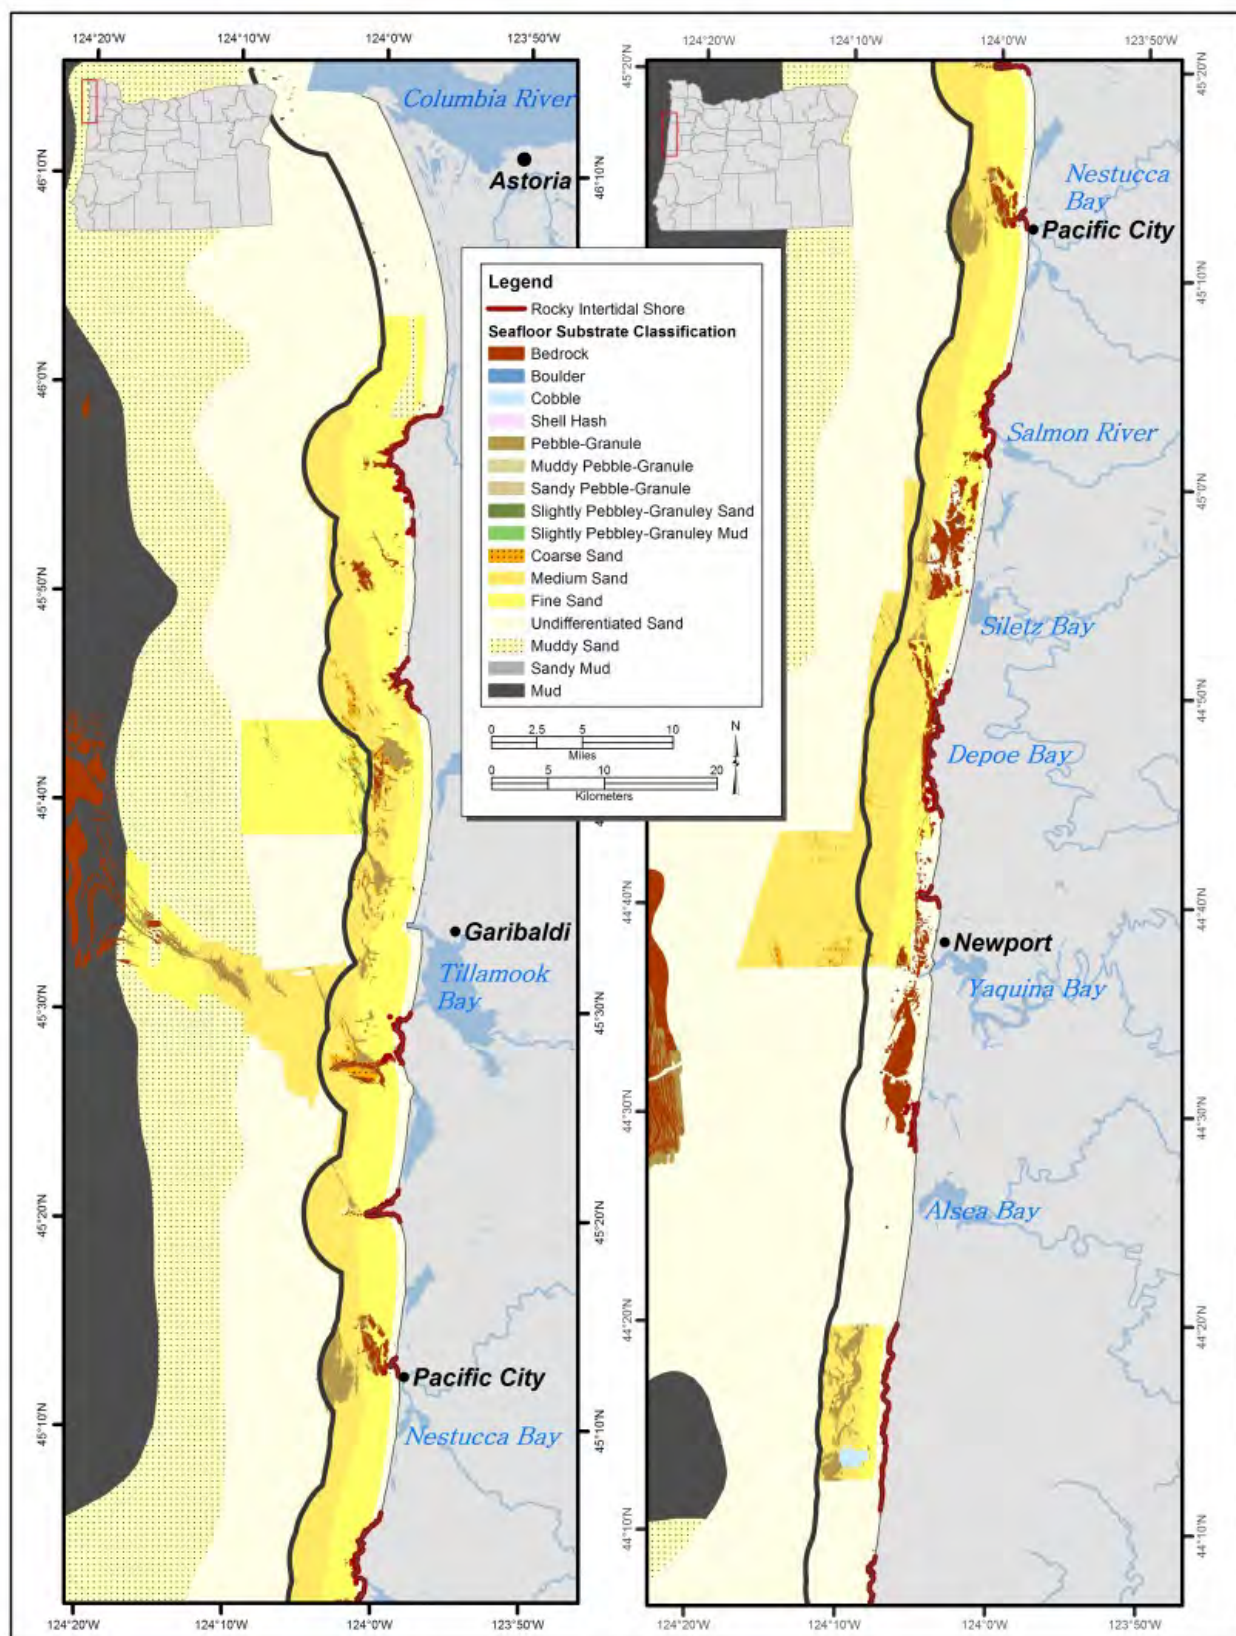 124°20'W 124°10'W 124°0'W 123°50'W
124°20'W 124°10'W 124°0'W 123°50'W
45°20'N
45°20'N
Columbia River
Astoria
46°10'N
46°10'N
Nestucca
Bay
Pacific City
45°10'N
45°10'N
Legend
Rocky Intertidal Shore
Seafloor Substrate Classification
Bedrock
Boulder
Cobble
Shell Hash
Pebble-Granule
Muddy Pebble-Granule
Sandy Pebble-Granule
Slightly Pebbley-Granuley Sand
Slightly Pebbley-Granuley Mud
Coarse Sand
Medium Sand
Fine Sand
Undifferentiated Sand
Muddy Sand
Sandy Mud
Mud
0 2.5 5 10
Miles
0 5 10 20
Kilometers
N
46°0'N
Salmon River
45°0'N
45°50'N
Siletz Bay
44°50'N
Depoe Bay
45°40'N
44°40'N
44°40'N
Garibaldi
Newport
Tillamook
Bay
Yaquina Bay
45°30'N
45°30'N
44°30'N
44°30'N
Alsea Bay
45°20'N
45°20'N
44°20'N
44°20'N
Pacific City
Nestucca Bay
45°10'N
45°10'N
44°10'N
44°10'N
124°20'W 124°10'W 124°0'W 123°50'W
124°20'W 124°10'W 124°0'W 123°50'W